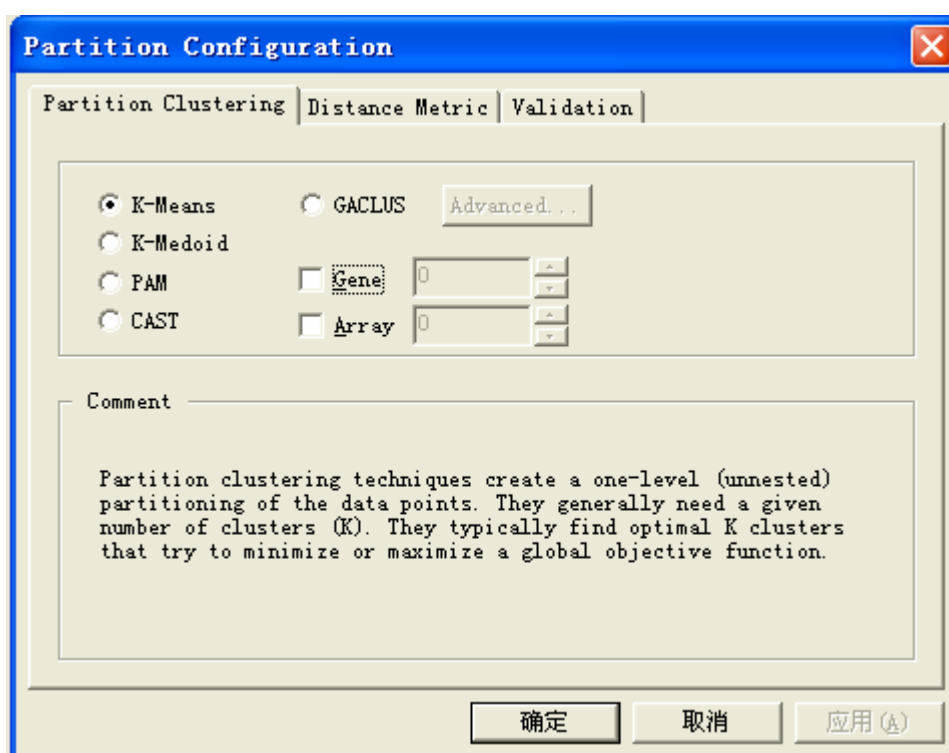 Partition Configuration
Partition Clustering Distance Metric Validation
K-Means GACLUS Advanced...
K-Medoid
PAM Gene 0
CAST Array 0
Comment
Partition clustering techniques create a one-level (unnested)
partitioning of the data points. They generally need a given
number of clusters (K). They typically find optimal K clusters
that try to minimize or maximize a global objective function.
确定 取消 应用(A)